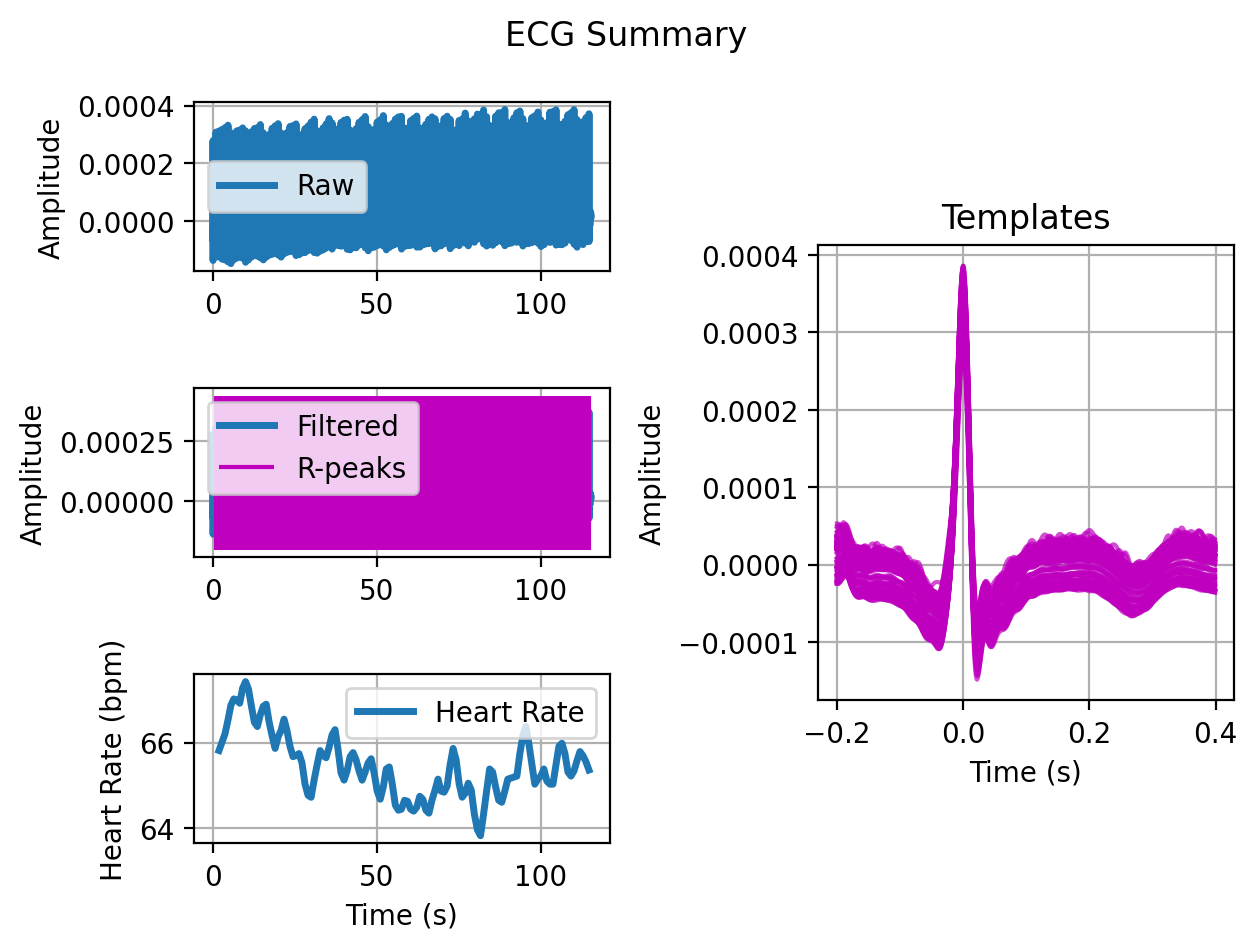 ECG Summary
Amplitude
0.0004
0.0002
0.0000
Raw
0
50
100
Amplitude
0.00025
0.00000
Filtered
R-peaks
0
50
100
Heart Rate (bpm)
66
64
Heart Rate
0
50
100
Time (s)
Templates
Amplitude
0.0004
0.0003
0.0002
0.0001
0.0000
−0.0001
−0.2
0.0
0.2
0.4
Time (s)